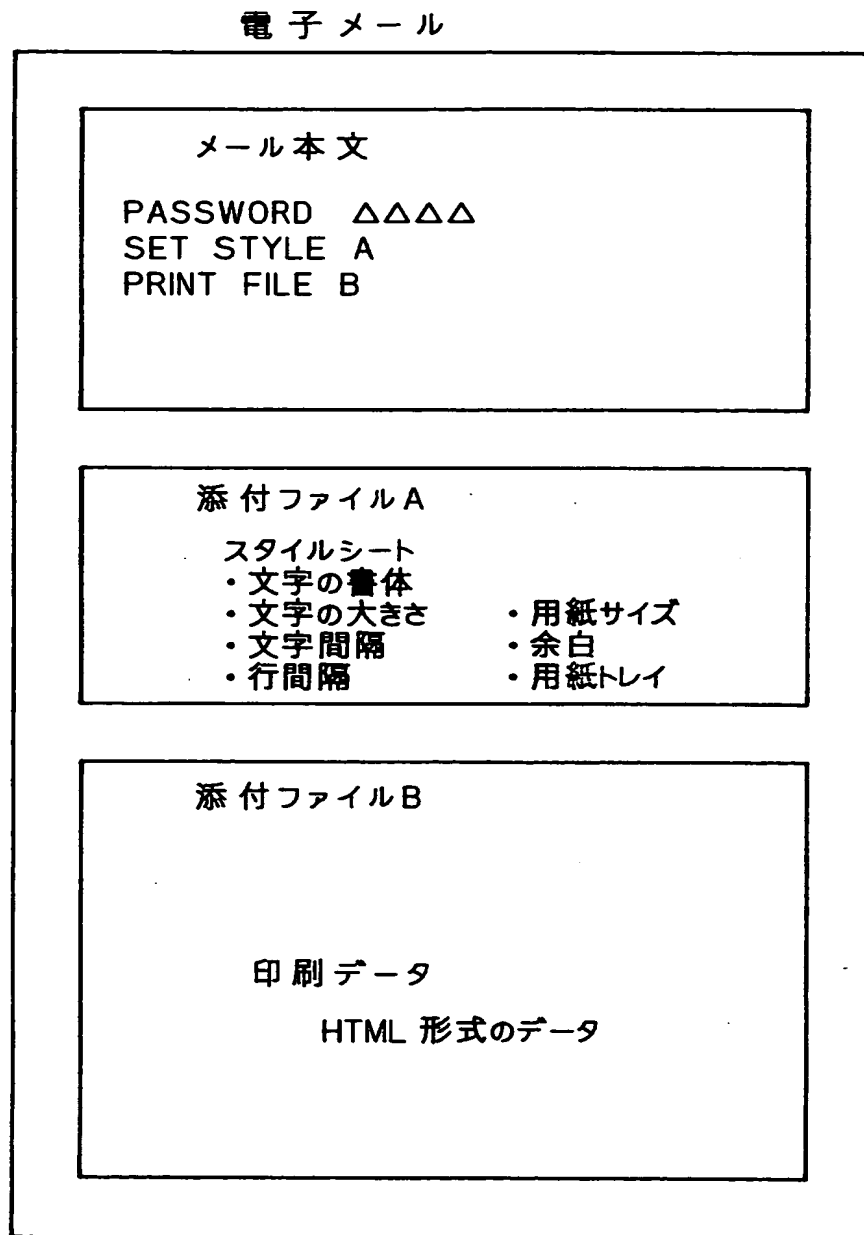 電子メール
メール本文
PASSWORD △△△△
SET STYLE A
PRINT FILE B
添付ファイルA
スタイルシート
・文字の書体
・文字の大きさ ・用紙サイズ
・文字間隔 ・余白
・行間隔 ・用紙トレイ
添付ファイルB
印刷データ
HTML 形式のデータ